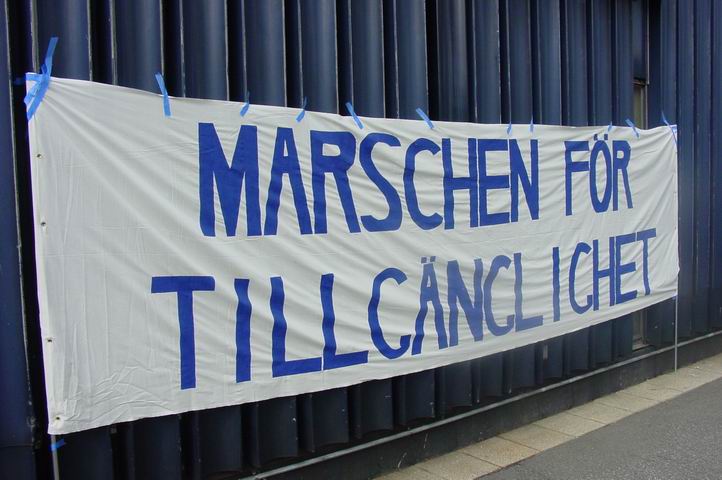 MARSCHEN FÖR
TILLCÄNCLICHET